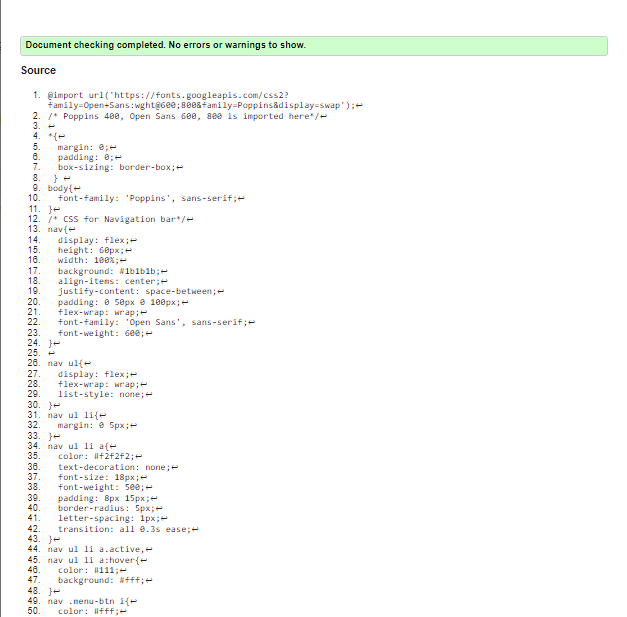 Document checking completed. No errors or warnings to show.
Source
1. @import url('https://fonts.googleapis.com/css2?
family=Open+Sans:wght@600;800&family=Poppins&display=swap');↩
2. /* Poppins 400, Open Sans 600, 800 is imported here*/↩
3. ↩
4. *{↩
5. margin: 0;↩
6. padding: 0;↩
7. box-sizing: border-box;↩
8. } ↩
9. body{↩
10. font-family: 'Poppins', sans-serif;↩
11. }↩
12. /* CSS for Navigation bar*/↩
13. nav{↩
14. display: flex;↩
15. height: 60px;↩
16. width: 100%;↩
17. background: #1b1b1b;↩
18. align-items: center;↩
19. justify-content: space-between;↩
20. padding: 0 50px 0 100px;↩
21. flex-wrap: wrap;↩
22. font-family: 'Open Sans', sans-serif;↩
23. font-weight: 600;↩
24. }↩
25. ↩
26. nav ul{↩
27. display: flex;↩
28. flex-wrap: wrap;↩
29. list-style: none;↩
30. }↩
31. nav ul li{↩
32. margin: 0 5px;↩
33. }↩
34. nav ul li a{↩
35. color: #f2f2f2;↩
36. text-decoration: none;↩
37. font-size: 18px;↩
38. font-weight: 500;↩
39. padding: 8px 15px;↩
40. border-radius: 5px;↩
41. letter-spacing: 1px;↩
42. transition: all 0.3s ease;↩
43. }↩
44. nav ul li a.active,↩
45. nav ul li a:hover{↩
46. color: #111;↩
47. background: #fff;↩
48. }↩
49. nav .menu-btn i{↩
50. color: #fff;↩